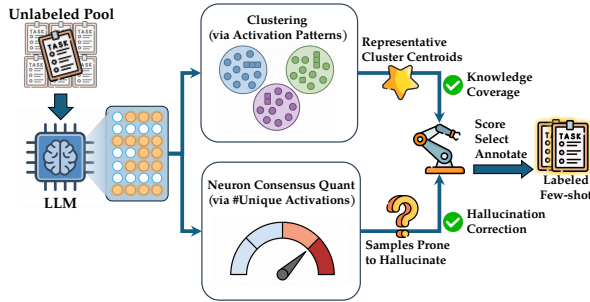 Unlabeled Pool
TASK
TASK
TASK
LLM
Clustering
(via Activation Patterns)
Neuron Consensus Quant
(via #Unique Activations)
Representative
Cluster Centroids
Knowledge
Coverage
Samples Prone
to Hallucinate
Hallucination
Correction
Score
Select
Annotate
TASK
Labeled
Few-shot